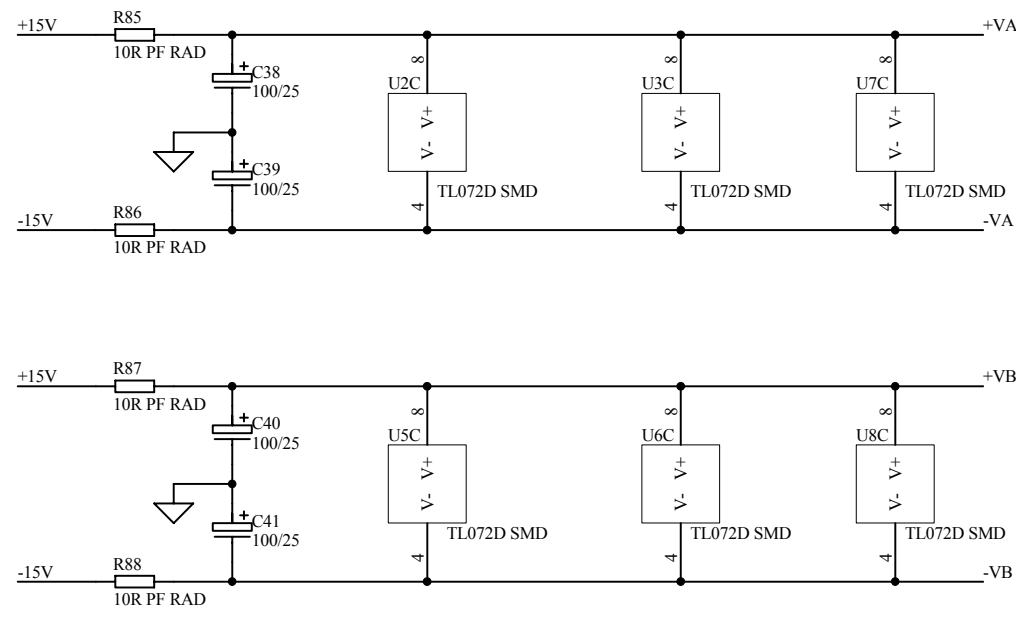 R85
+15V
+VA
10R PF RAD
8 8 8
+ C38
100/25
U2C U3C U7C
V+ V+ V+
V- V- V-
+ C39
100/25
TL072D SMD TL072D SMD TL072D SMD
4 4 4
R86
-15V
-VA
10R PF RAD
R87
+15V
+VB
10R PF RAD
8 8 8
+ C40
100/25
U5C U6C U8C
V+ V+ V+
V- V- V-
+ C41
100/25
TL072D SMD TL072D SMD TL072D SMD
4 4 4
R88
-15V
-VB
10R PF RAD